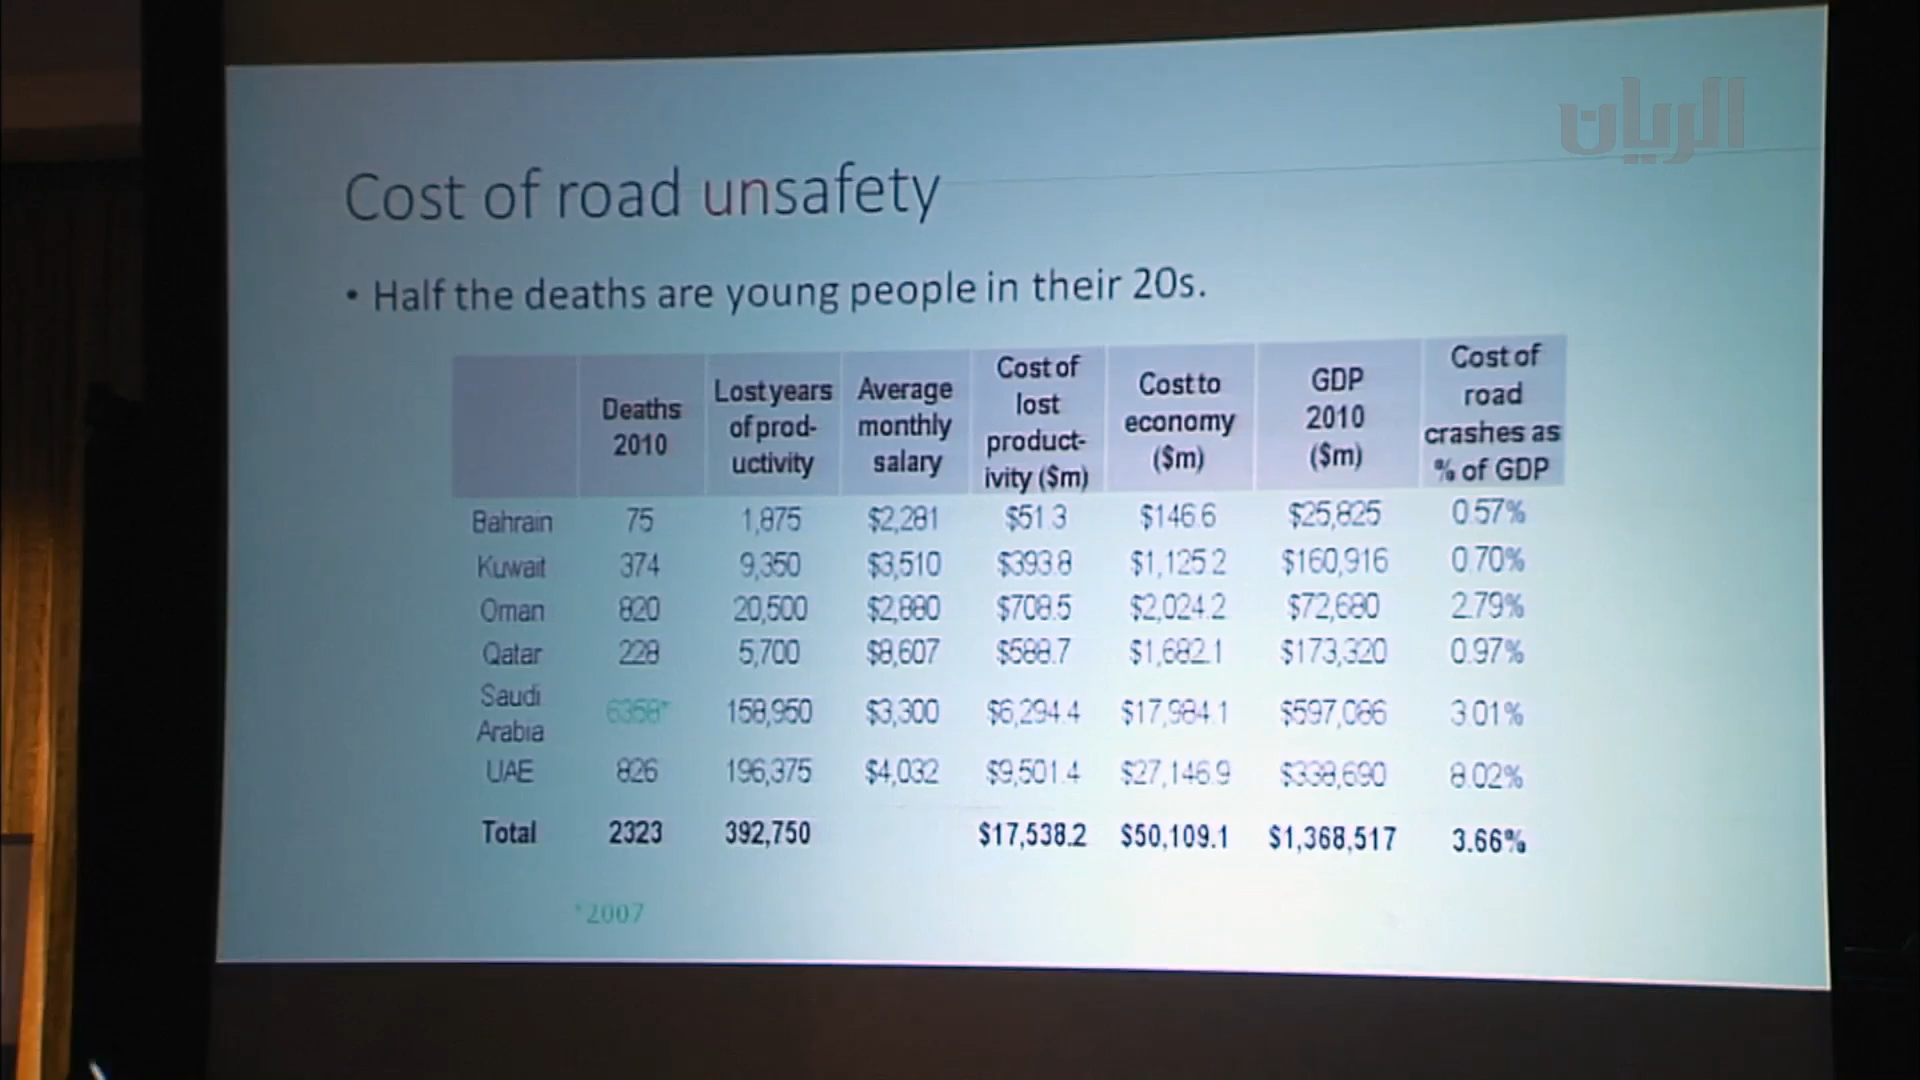 الريان
Cost of road unsafety
• Half the deaths are young people in their 20s.
Deaths 2010 Lost years of prod-uctivity Average monthly salary Cost of lost product-ivity ($m) Cost to economy ($m) GDP 2010 ($m) Cost of road crashes as % of GDP
Bahrain 75 1,875 $2,281 $51.3 $146.6 $25,825 0.57%
Kuwait 374 9,350 $3,510 $393.8 $1,125.2 $160,916 0.70%
Oman 820 20,500 $2,880 $708.5 $2,024.2 $72,680 2.79%
Qatar 228 5,700 $8,607 $588.7 $1,682.1 $173,320 0.97%
Saudi Arabia 6358* 158,950 $3,300 $6,294.4 $17,984.1 $597,086 3.01%
UAE 826 196,375 $4,032 $9,501.4 $27,146.9 $338,690 8.02%
Total 2323 392,750 $17,538.2 $50,109.1 $1,368,517 3.66%
*2007